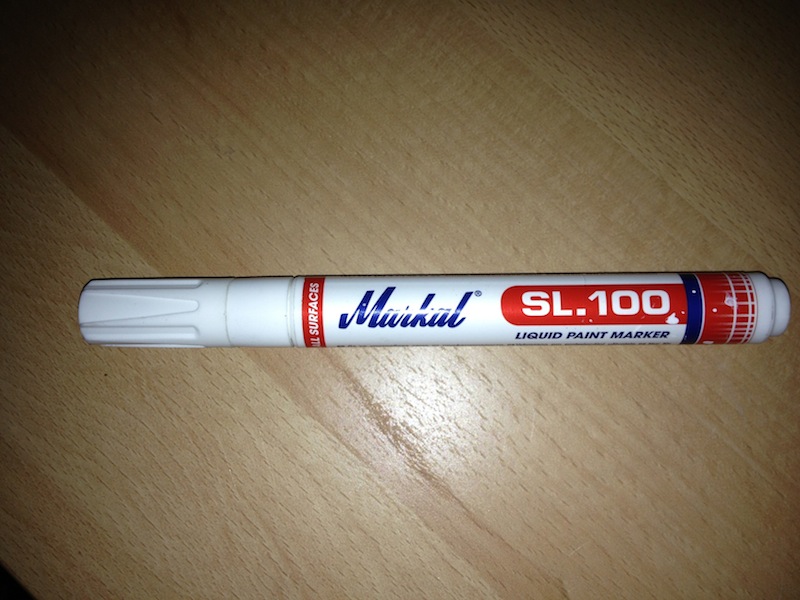 ALL SURFACES
Markal®
SL.100
LIQUID PAINT MARKER